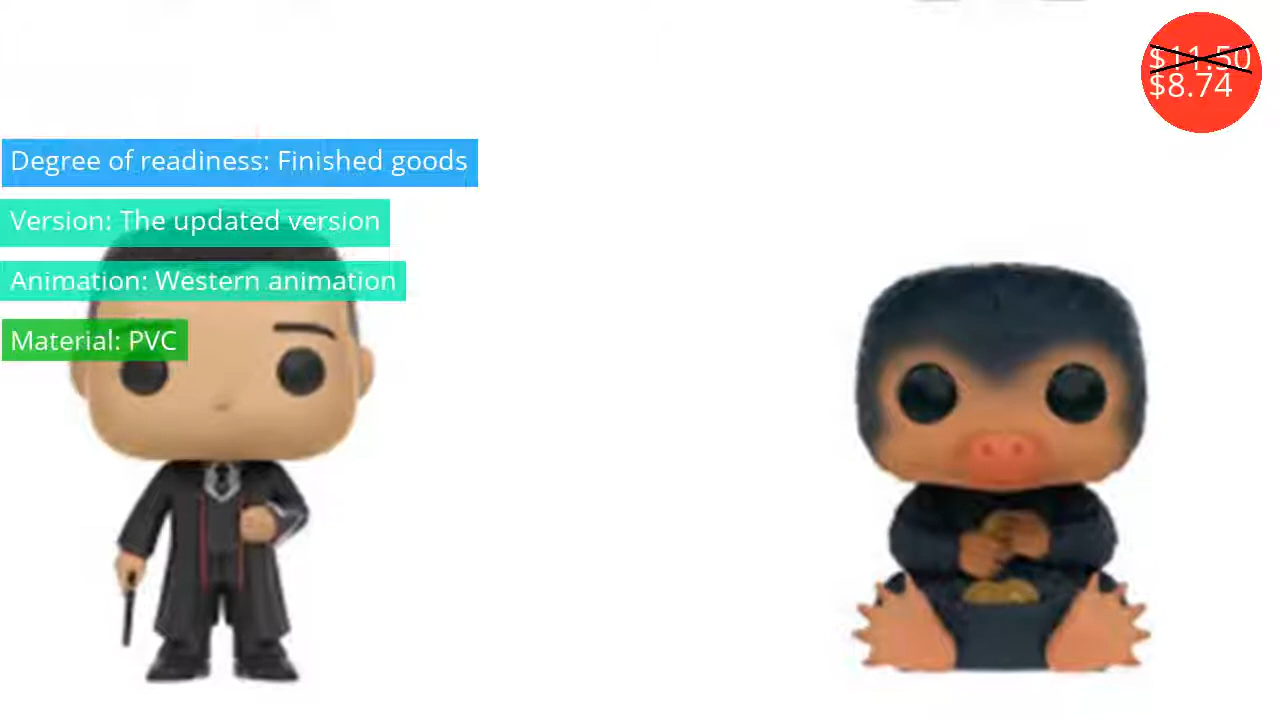 $11.50
$8.74
Degree of readiness: Finished goods
Version: The updated version
Animation: Western animation
Material: PVC